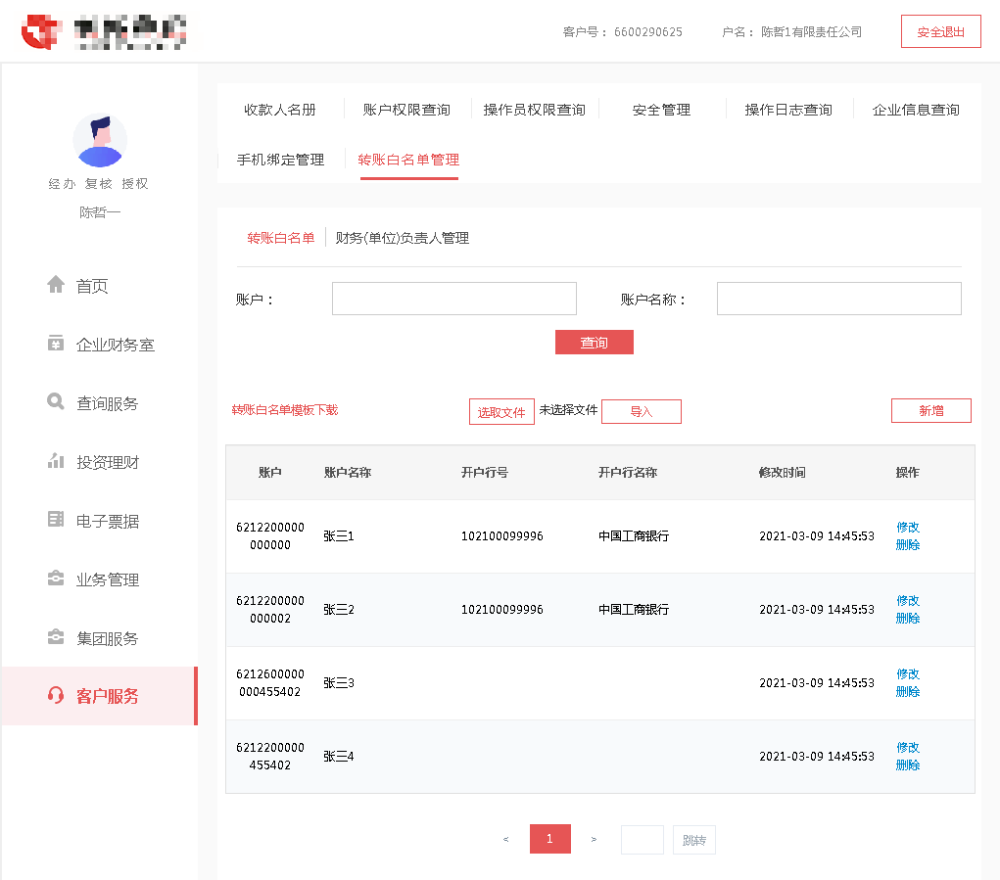 客户号： 6600290625 户名： 陈哲1有限责任公司 安全退出
收款人名册 账户权限查询 操作员权限查询 安全管理 操作日志查询 企业信息查询
手机绑定管理 转账白名单管理
经办 复核 授权
陈哲一
首页
企业财务室
查询服务
投资理财
电子票据
业务管理
集团服务
客户服务
转账白名单 财务(单位)负责人管理
账户： 账户名称：
查询
转账白名单模板下载 选取文件 未选择文件 导入 新增
账户 账户名称 开户行号 开户行名称 修改时间 操作
6212200000
000000 张三1 102100099996 中国工商银行 2021-03-09 14:45:53 修改
删除
6212200000
000002 张三2 102100099996 中国工商银行 2021-03-09 14:45:53 修改
删除
6212600000
000455402 张三3 2021-03-09 14:45:53 修改
删除
6212200000
455402 张三4 2021-03-09 14:45:53 修改
删除
< 1 > 跳转